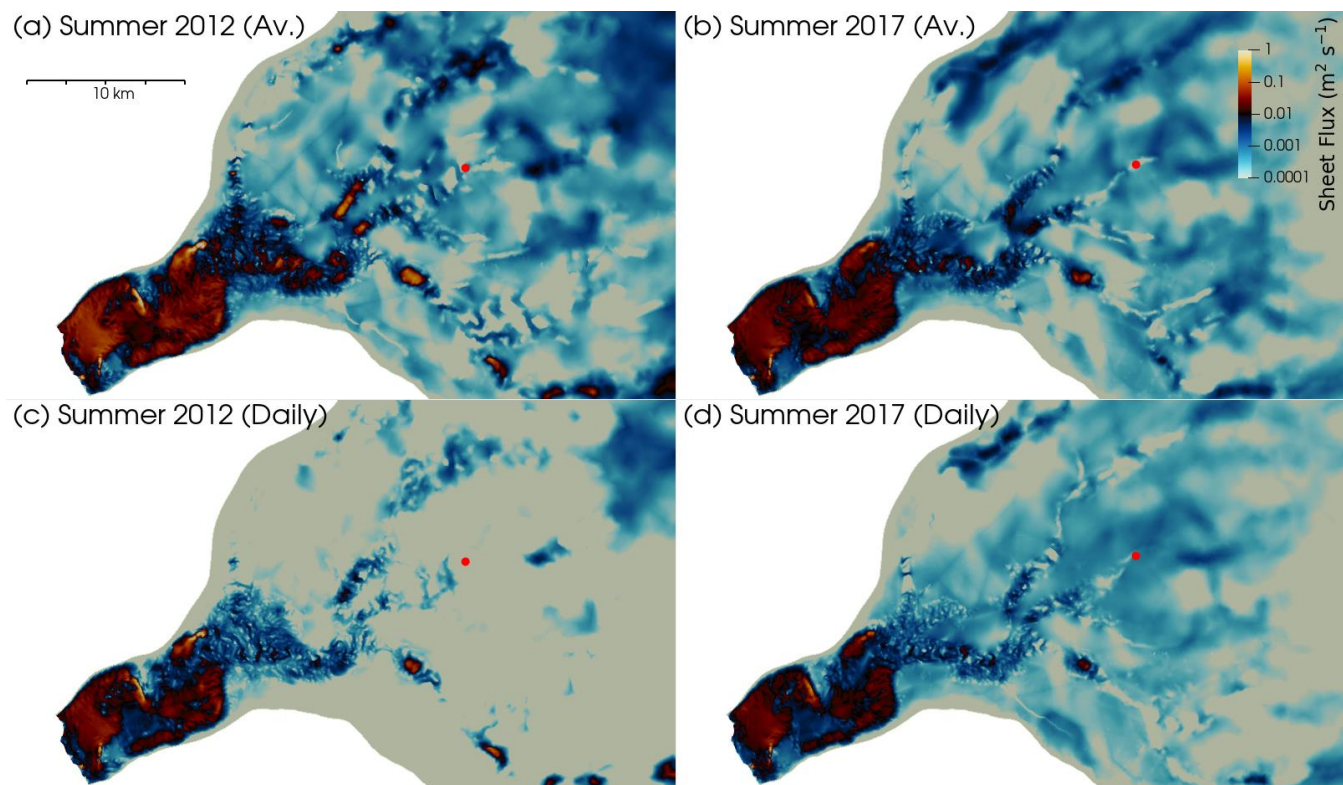 (a) Summer 2012 (Av.)
10 km
(b) Summer 2017 (Av.)
1
0.1
0.01
0.001
0.0001
Sheet Flux (m² s⁻¹)
(c) Summer 2012 (Daily)
(d) Summer 2017 (Daily)